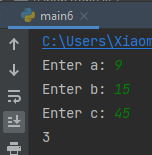 main6
C:\Users\Xiaom
Enter a: 9
Enter b: 15
Enter c: 45
3